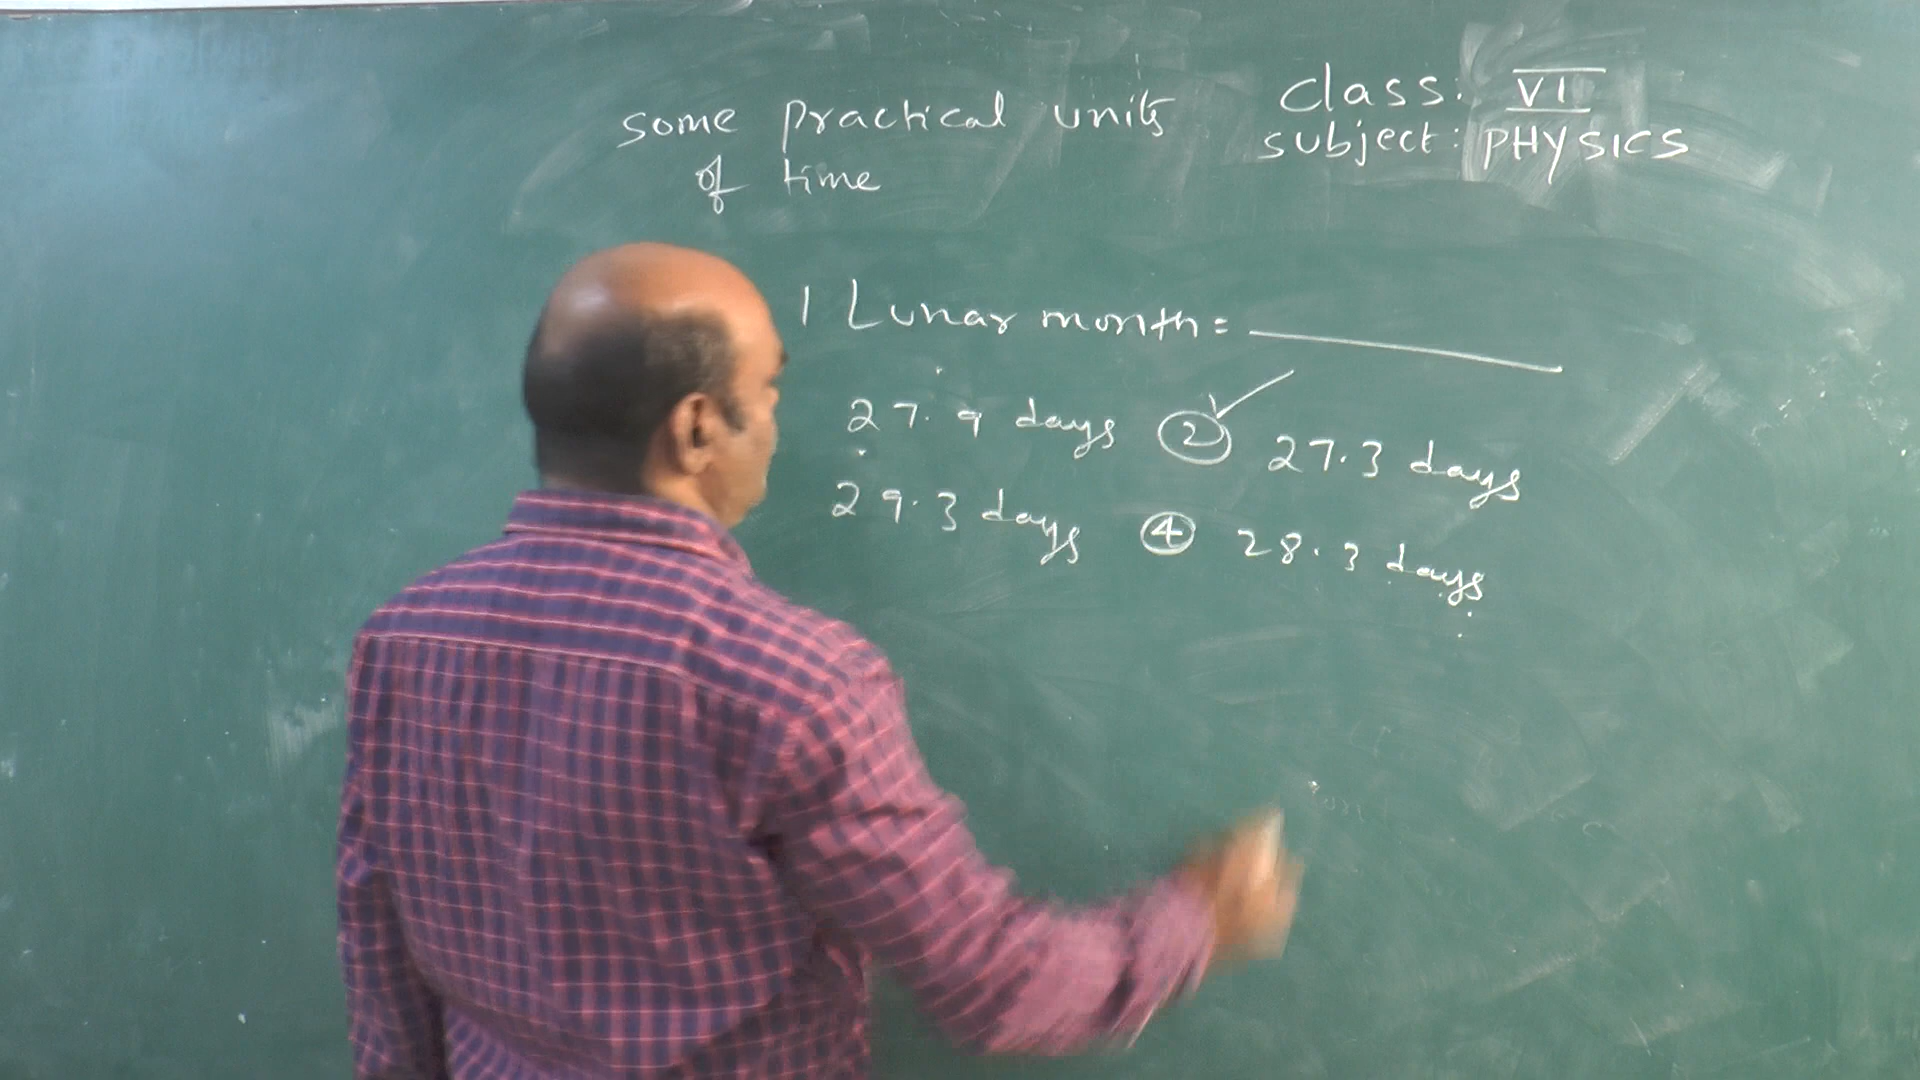 some practical units
of time
class: VI
subject: PHYSICS
1 Lunar month = ________
27.9 days ② 27.3 days
29.3 days ④ 28.3 days